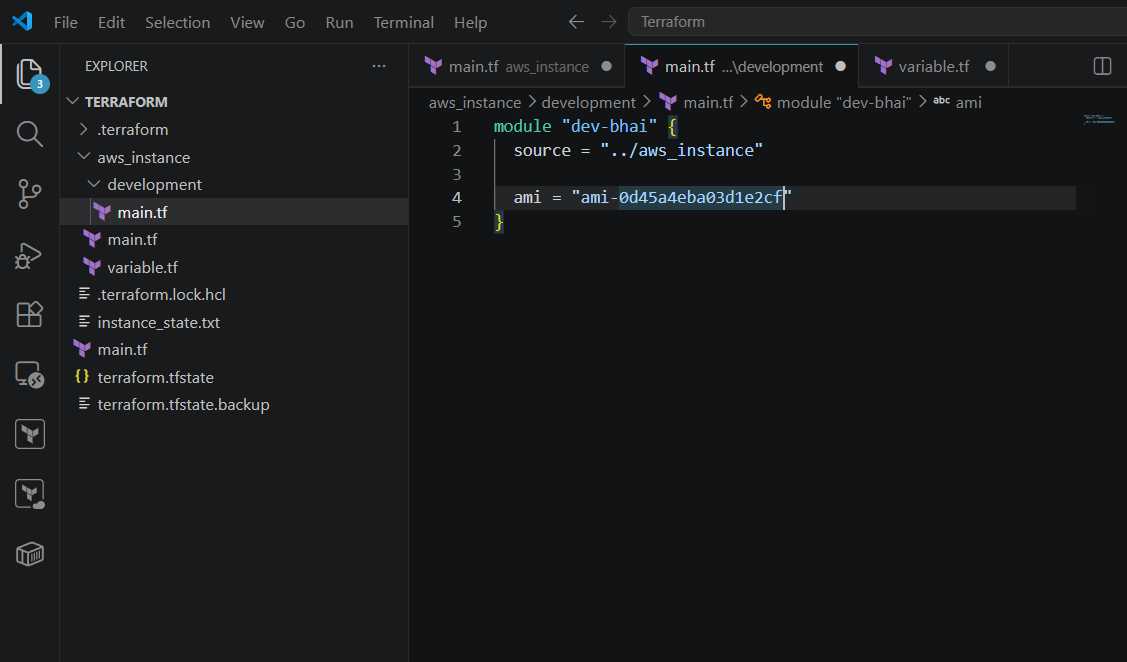 File Edit Selection View Go Run Terminal Help
Terraform
3
EXPLORER
TERRAFORM
.terraform
aws_instance
development
main.tf
main.tf
variable.tf
.terraform.lock.hcl
instance_state.txt
main.tf
{} terraform.tfstate
terraform.tfstate.backup
main.tf aws_instance
main.tf ...\development
variable.tf
aws_instance > development > main.tf > module "dev-bhai" > abc ami
1 module "dev-bhai" {
2 source = "../aws_instance"
3
4 ami = "ami-0d45a4eba03d1e2cf"
5 }